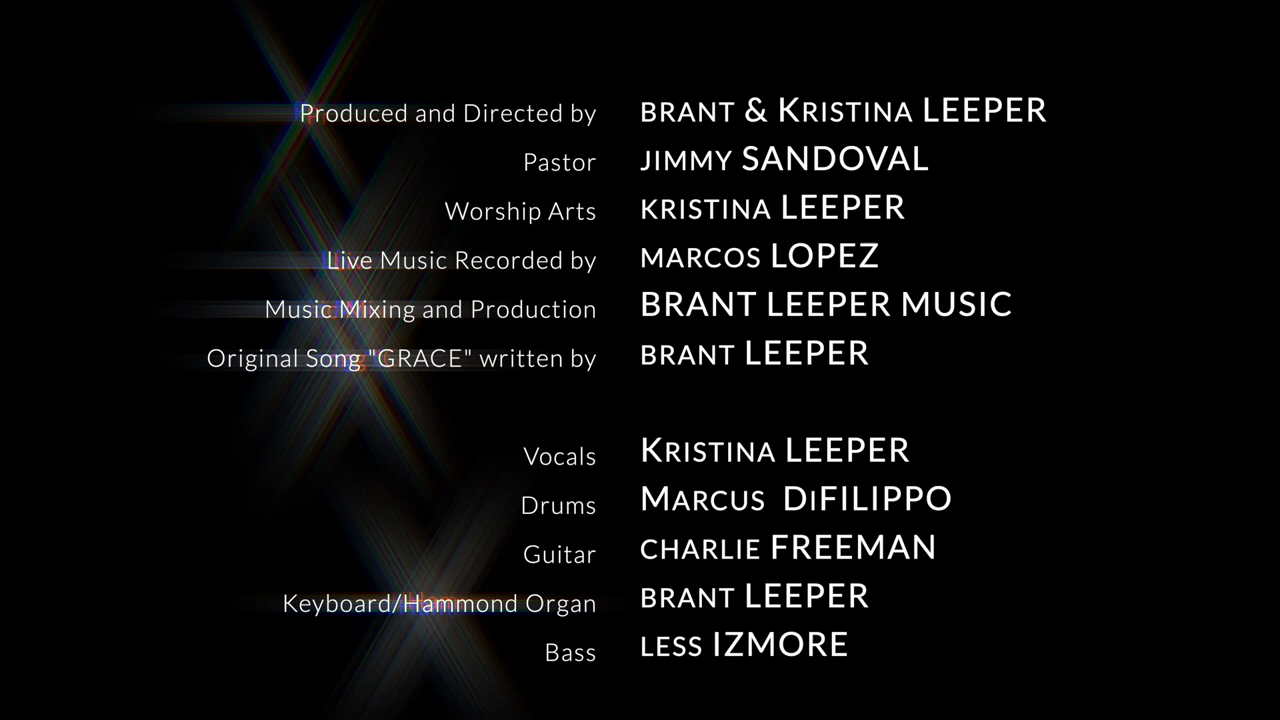 Produced and Directed by BRANT & KRISTINA LEEPER
Pastor JIMMY SANDOVAL
Worship Arts KRISTINA LEEPER
Live Music Recorded by MARCOS LOPEZ
Music Mixing and Production BRANT LEEPER MUSIC
Original Song "GRACE" written by BRANT LEEPER
Vocals KRISTINA LEEPER
Drums MARCUS DiFILIPPO
Guitar CHARLIE FREEMAN
Keyboard/Hammond Organ BRANT LEEPER
Bass LESS IZMORE